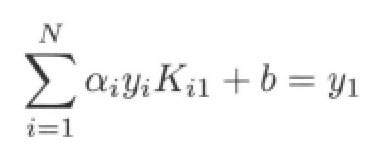 $$\sum_{i=1}^{N} \alpha_i y_i K_{i1} + b = y_1$$